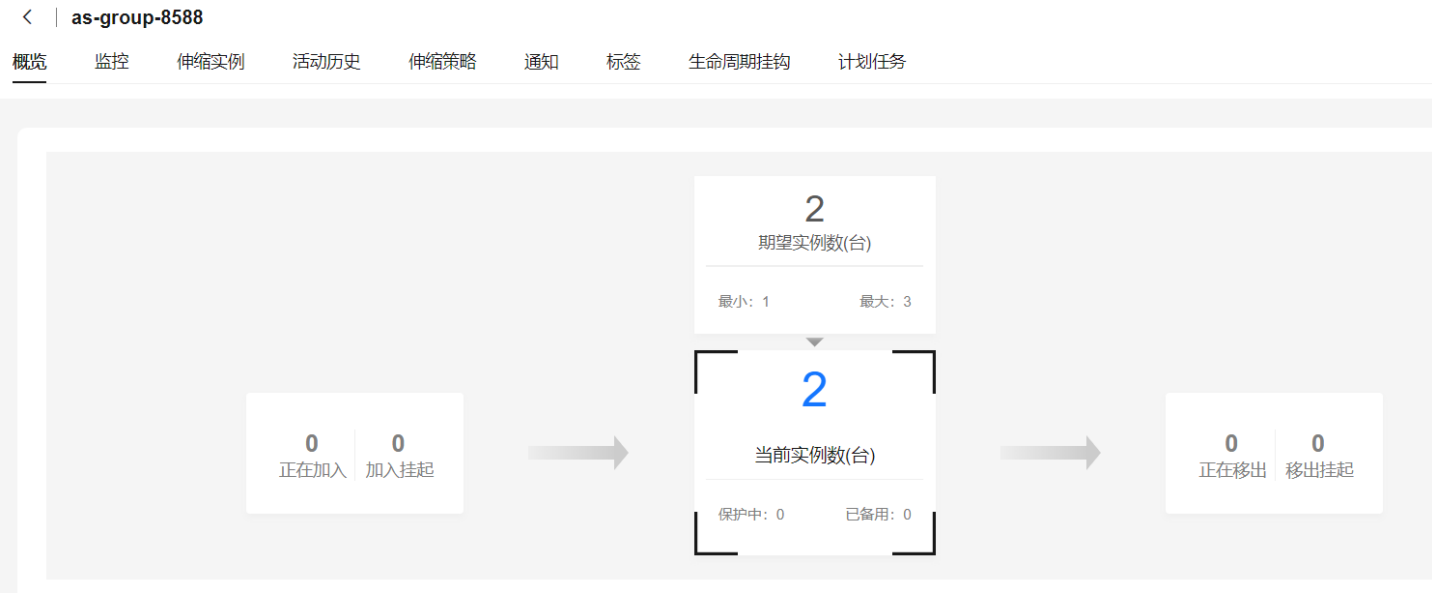 as-group-8588
概览 监控 伸缩实例 活动历史 伸缩策略 通知 标签 生命周期挂钩 计划任务
2
期望实例数(台)
最小：1 最大：3
2
当前实例数(台)
保护中：0 已备用：0
0 0
正在加入 加入挂起
0 0
正在移出 移出挂起